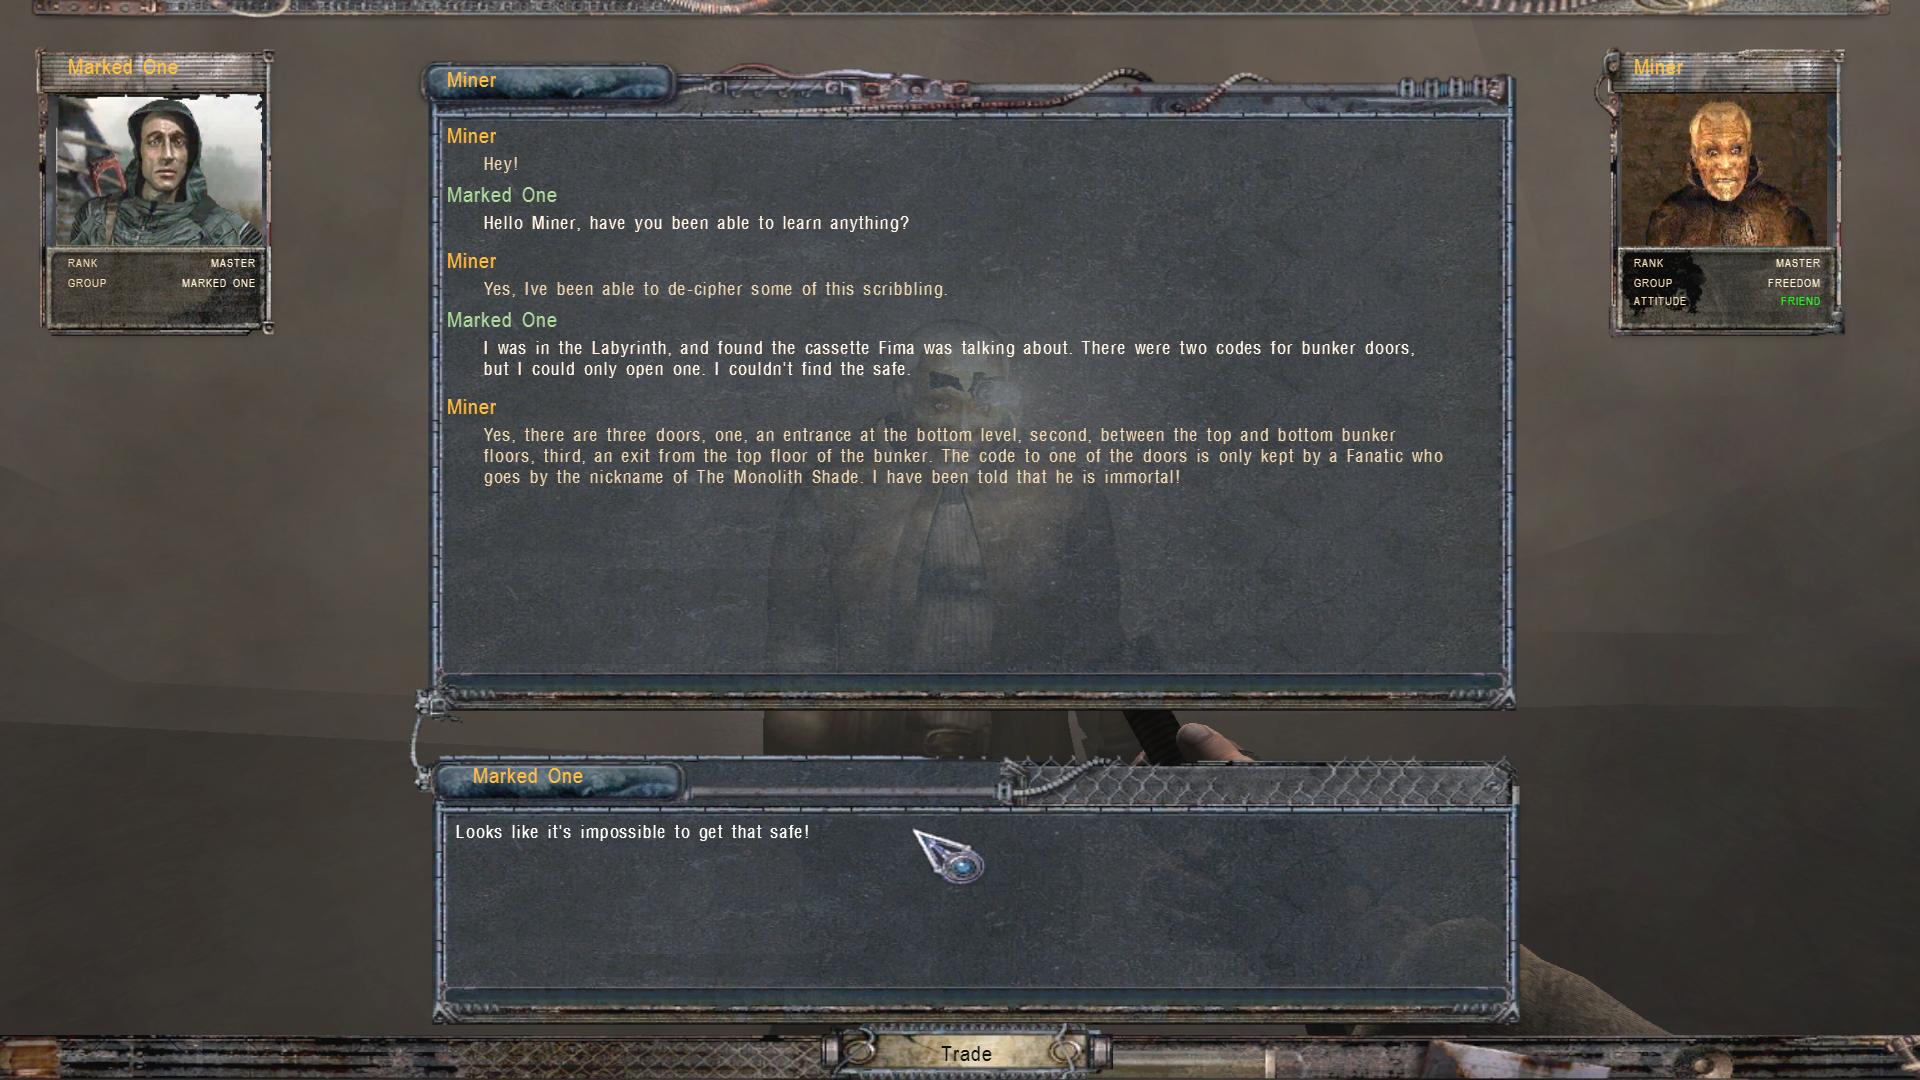 Marked One
RANK MASTER
GROUP MARKED ONE
Miner
Miner
Hey!
Marked One
Hello Miner, have you been able to learn anything?
Miner
Yes, Ive been able to de-cipher some of this scribbling.
Marked One
I was in the Labyrinth, and found the cassette Fima was talking about. There were two codes for bunker doors,
but I could only open one. I couldn't find the safe.
Miner
Yes, there are three doors, one, an entrance at the bottom level, second, between the top and bottom bunker
floors, third, an exit from the top floor of the bunker. The code to one of the doors is only kept by a Fanatic who
goes by the nickname of The Monolith Shade. I have been told that he is immortal!
Miner
RANK MASTER
GROUP FREEDOM
ATTITUDE FRIEND
Marked One
Looks like it's impossible to get that safe!
Trade